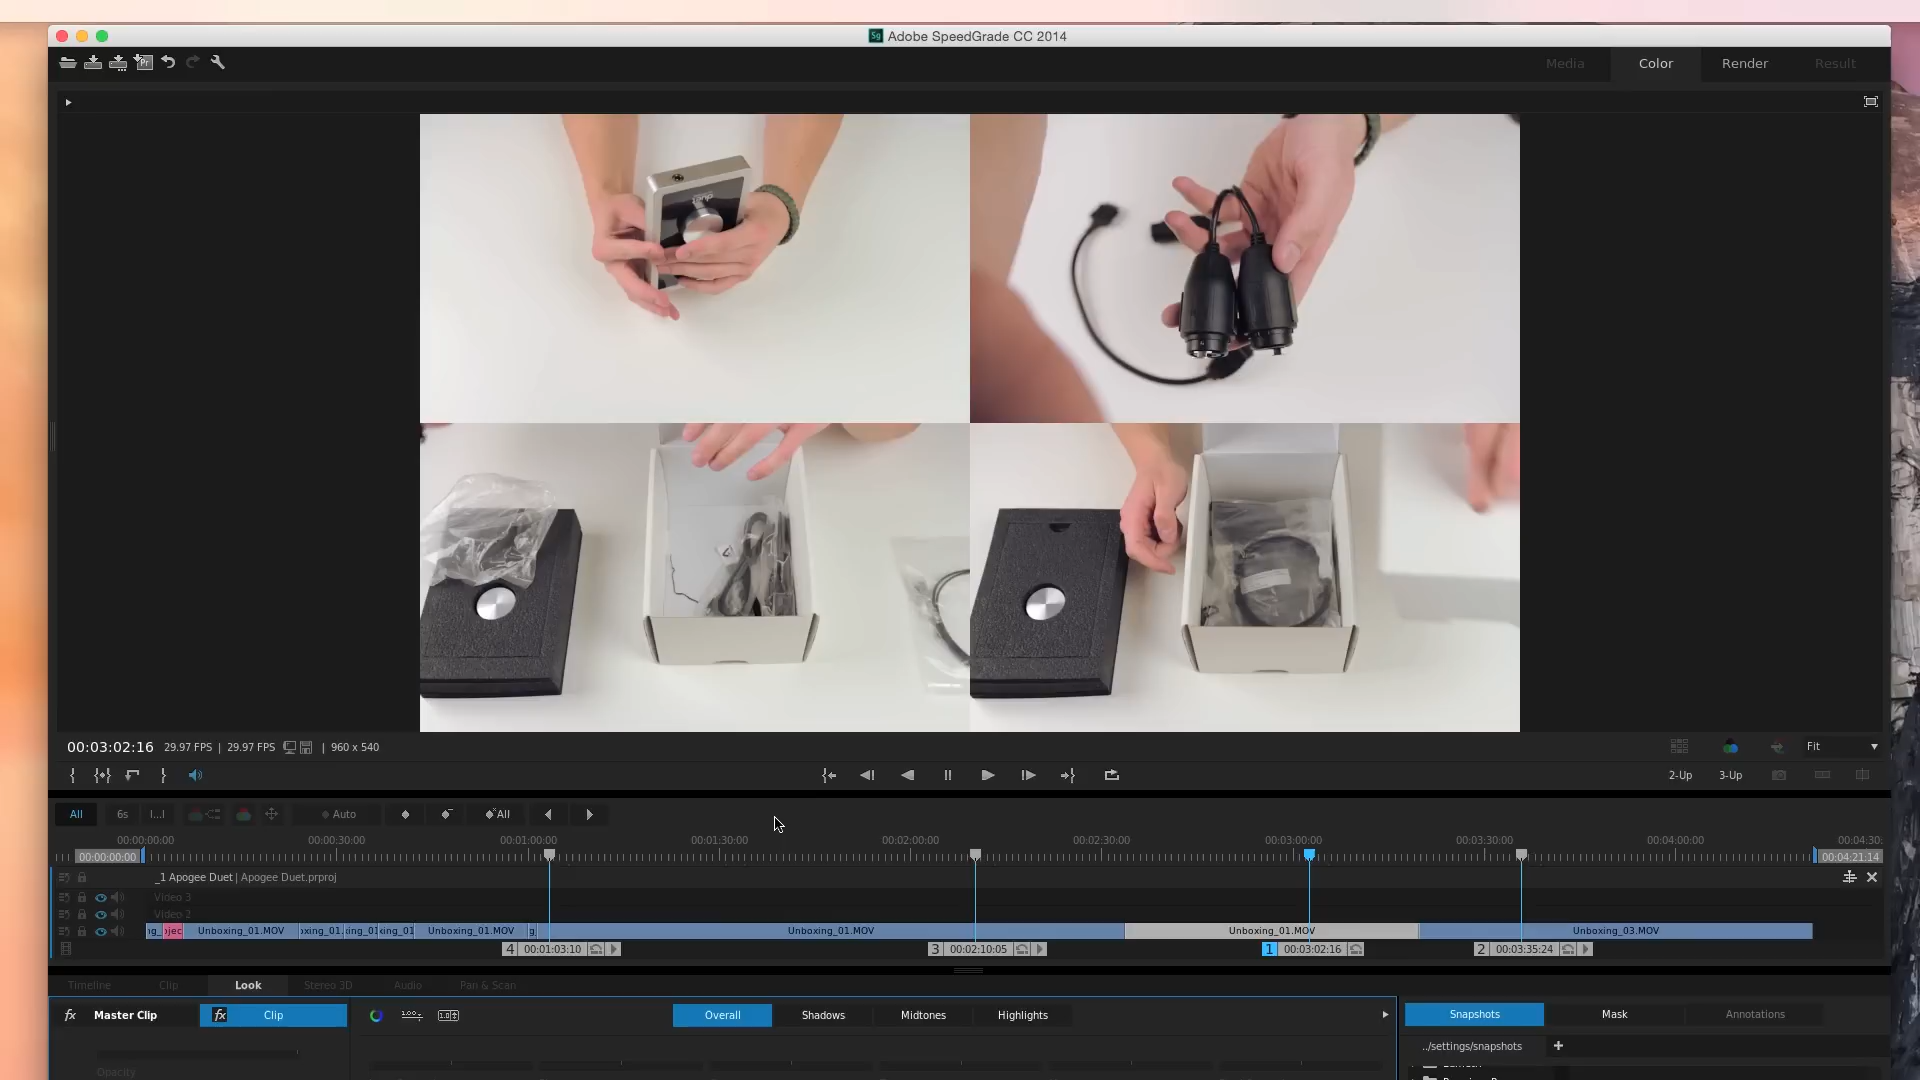 Sg Adobe SpeedGrade CC 2014
Pr
Media Color Render Result
00:03:02:16 29.97 FPS | 29.97 FPS | 960 x 540
Fit
2-Up 3-Up
All 6s I...I Auto All
00:00:00:00 00:00:30:00 00:01:00:00 00:01:30:00 00:02:00:00 00:02:30:00 00:03:00:00 00:03:30:00 00:04:00:00 00:04:30:
00:00:00:00 00:04:21:14
_1 Apogee Duet | Apogee Duet.prproj
Video 3
Video 2
Unboxing_01.MOV Unboxing_01.MOV Unboxing_01.MOV Unboxing_01.MOV Unboxing_03.MOV
4 00:01:03:10 3 00:02:10:05 1 00:03:02:16 2 00:03:35:24
Timeline Clip Look Stereo 3D Audio Pan & Scan
fx Master Clip fx Clip Overall Shadows Midtones Highlights Snapshots Mask Annotations
../settings/snapshots +
Opacity